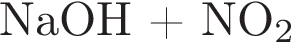 NaOH + NO₂